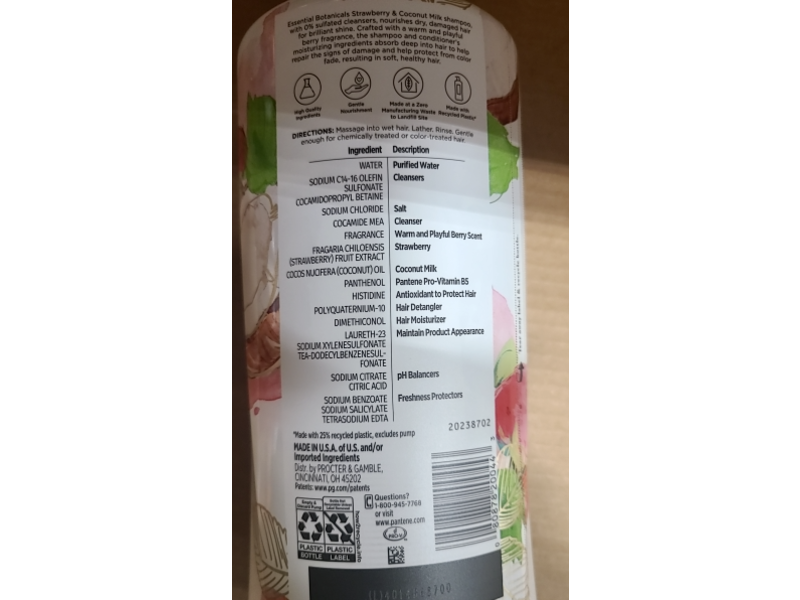 Essential Botanicals Strawberry & Coconut Milk shampoo,
with 0% sulfated cleansers, nourishes dry, damaged hair
for brilliant shine. Crafted with a warm and playful
berry fragrance, the shampoo and conditioner's
moisturizing ingredients absorb deep into hair to help
repair the signs of damage and help protect from color
fade, resulting in soft, healthy hair.
High Quality
Ingredients
Gentle
Nourishment
Made at a Zero
Manufacturing Waste
to Landfill Site
Made with
Recycled Plastic*
DIRECTIONS: Massage into wet hair. Lather. Rinse. Gentle
enough for chemically treated or color-treated hair.
Ingredient Description
WATER Purified Water
SODIUM C14-16 OLEFIN Cleansers
SULFONATE
COCAMIDOPROPYL BETAINE
SODIUM CHLORIDE Salt
COCAMIDE MEA Cleanser
FRAGRANCE Warm and Playful Berry Scent
FRAGARIA CHILOENSIS Strawberry
(STRAWBERRY) FRUIT EXTRACT
COCOS NUCIFERA (COCONUT) OIL Coconut Milk
PANTHENOL Pantene Pro-Vitamin B5
HISTIDINE Antioxidant to Protect Hair
POLYQUATERNIUM-10 Hair Detangler
DIMETHICONOL Hair Moisturizer
LAURETH-23 Maintain Product Appearance
SODIUM XYLENESULFONATE
TEA-DODECYLBENZENESUL-
FONATE
SODIUM CITRATE pH Balancers
CITRIC ACID
SODIUM BENZOATE Freshness Protectors
SODIUM SALICYLATE
TETRASODIUM EDTA
20238702
*Made with 25% recycled plastic, excludes pump
MADE IN U.S.A. of U.S. and/or
Imported Ingredients
Distr. by PROCTER & GAMBLE,
CINCINNATI, OH 45202
Patents: www.pg.com/patents
Questions?
1-800-945-7768
or visit
www.pantene.com
PRO-V
PLASTIC
BOTTLE
PLASTIC
LABEL
how2recycle.info
Tear away label & recycle bottle.